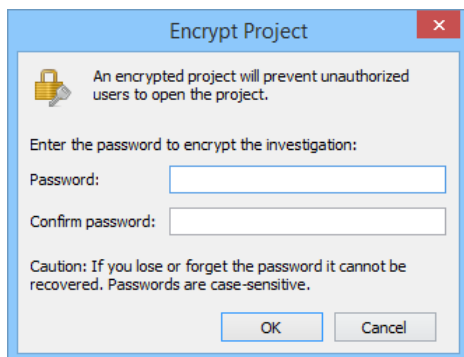 Encrypt Project
An encrypted project will prevent unauthorized
users to open the project.
Enter the password to encrypt the investigation:
Password:
Confirm password:
Caution: If you lose or forget the password it cannot be
recovered. Passwords are case-sensitive.
OK
Cancel